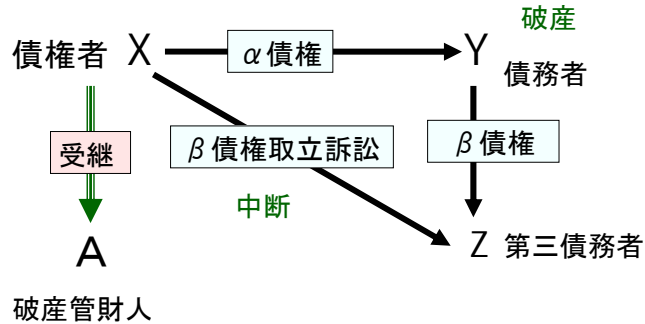 破産
債権者 X
α債権
Y
債務者
受継
β債権取立訴訟
β債権
中断
A
Z 第三債務者
破産管財人